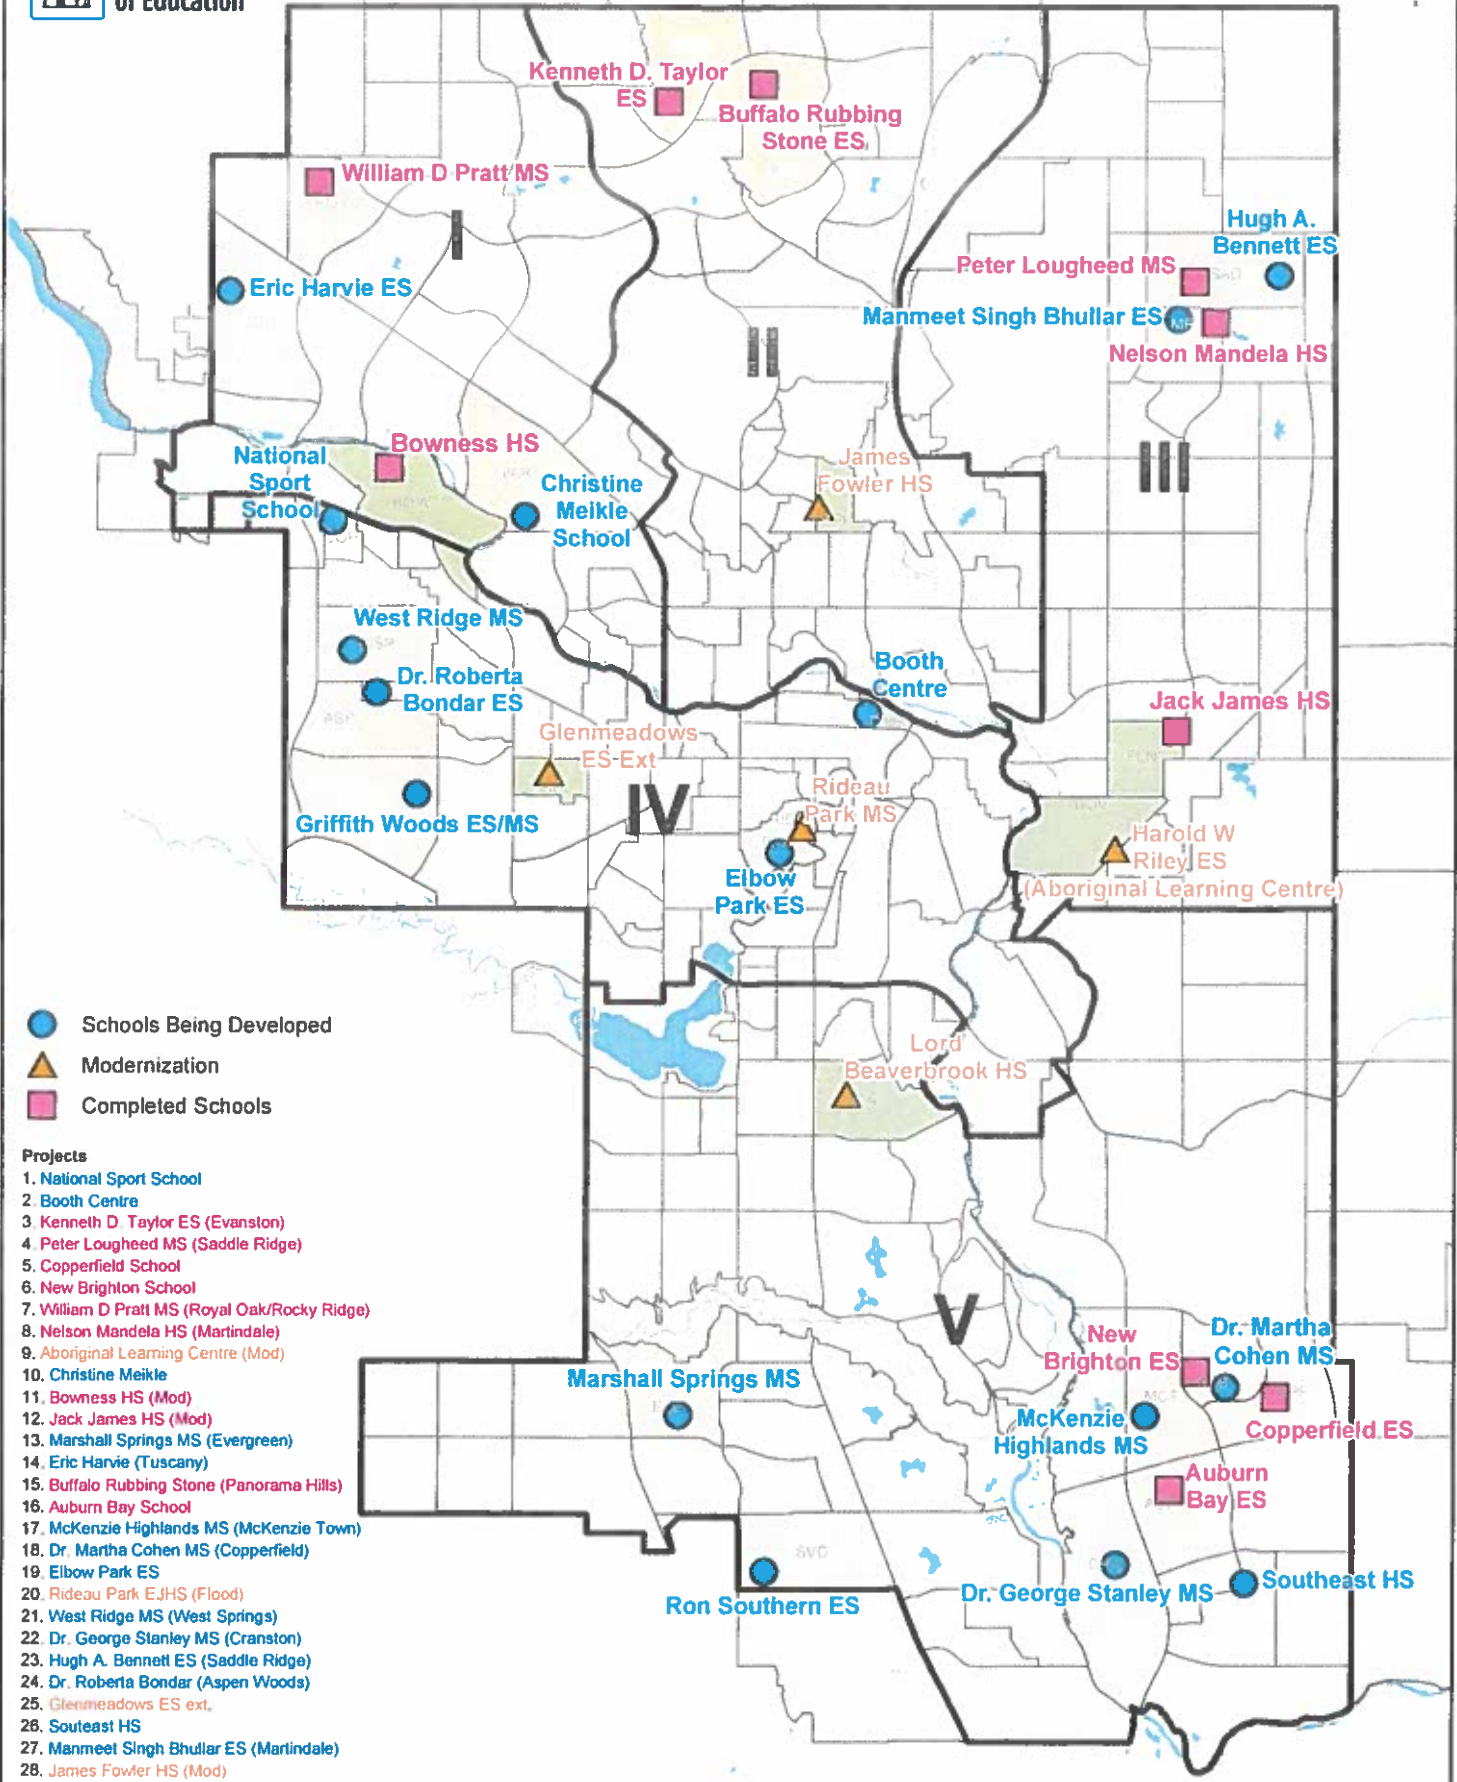 of Education
Kenneth D. Taylor
ES
Buffalo Rubbing
Stone ES
William D Pratt MS
I
Hugh A.
Bennett ES
Peter Lougheed MS
Eric Harvie ES
Manmeet Singh Bhullar ES
Nelson Mandela HS
II
Bowness HS
National
Sport
School
Christine
Meikle
School
James
Fowler HS
III
West Ridge MS
Dr. Roberta
Bondar ES
Booth
Centre
Jack James HS
Glenmeadows
ES-Ext
Rideau
Park MS
IV
Griffith Woods ES/MS
Harold W
Riley ES
(Aboriginal Learning Centre)
Elbow
Park ES
Schools Being Developed
Modernization
Completed Schools
Lord
Beaverbrook HS
Projects
1. National Sport School
2. Booth Centre
3. Kenneth D. Taylor ES (Evanston)
4. Peter Lougheed MS (Saddle Ridge)
5. Copperfield School
6. New Brighton School
7. William D Pratt MS (Royal Oak/Rocky Ridge)
8. Nelson Mandela HS (Martindale)
9. Aboriginal Learning Centre (Mod)
10. Christine Meikle
11. Bowness HS (Mod)
12. Jack James HS (Mod)
13. Marshall Springs MS (Evergreen)
14. Eric Harvie (Tuscany)
15. Buffalo Rubbing Stone (Panorama Hills)
16. Auburn Bay School
17. McKenzie Highlands MS (McKenzie Town)
18. Dr. Martha Cohen MS (Copperfield)
19. Elbow Park ES
20. Rideau Park EJHS (Flood)
21. West Ridge MS (West Springs)
22. Dr. George Stanley MS (Cranston)
23. Hugh A. Bennett ES (Saddle Ridge)
24. Dr. Roberta Bondar (Aspen Woods)
25. Glenmeadows ES ext.
26. Souteast HS
27. Manmeet Singh Bhullar ES (Martindale)
28. James Fowler HS (Mod)
V
New
Brighton ES
Dr. Martha
Cohen MS
Marshall Springs MS
McKenzie
Highlands MS
Copperfield ES
Auburn
Bay ES
SVO
Ron Southern ES
Dr. George Stanley MS
Southeast HS